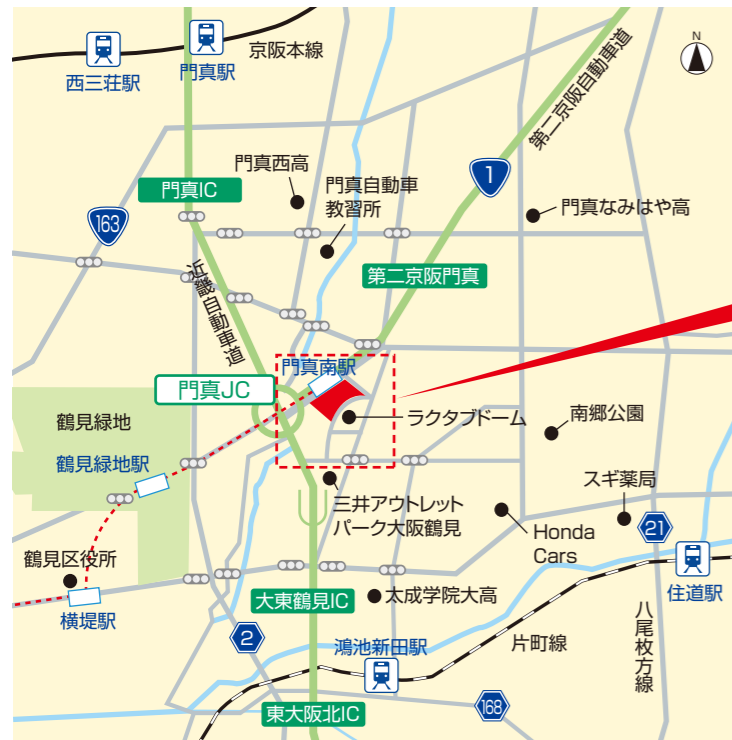 京阪本線
N
西三荘駅
門真駅
第二京阪自動車道
門真西高
門真IC
門真自動車
教習所
1
163
門真なみはや高
近畿自動車道
第二京阪門真
門真南駅
門真JC
鶴見緑地
ラクタブドーム
南郷公園
鶴見緑地駅
三井アウトレット
パーク大阪鶴見
スギ薬局
Honda
Cars
21
鶴見区役所
住道駅
横堤駅
大東鶴見IC
太成学院大高
八尾枚方線
2
鴻池新田駅
片町線
168
東大阪北IC